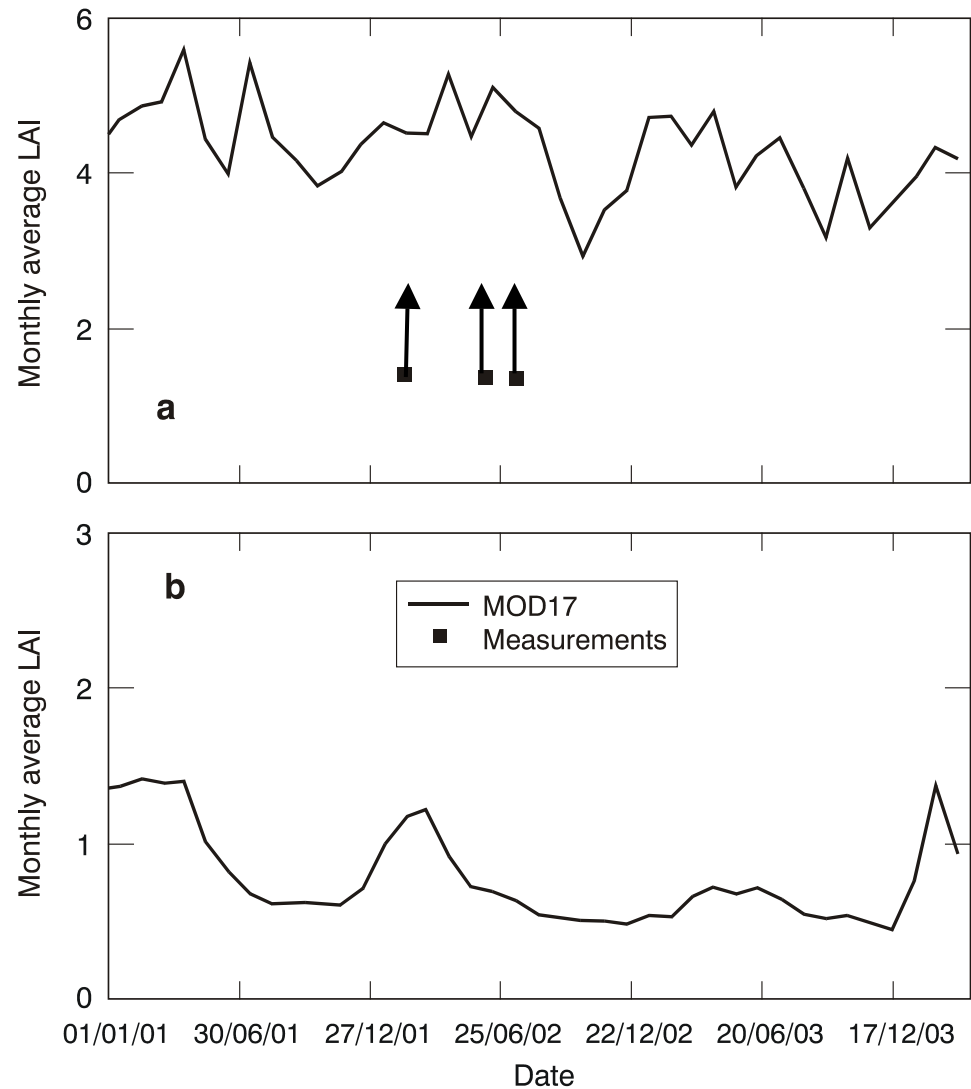 6
4
2
0
Monthly average LAI
a
3
2
1
0
Monthly average LAI
b
MOD17
Measurements
01/01/01 30/06/01 27/12/01 25/06/02 22/12/02 20/06/03 17/12/03
Date